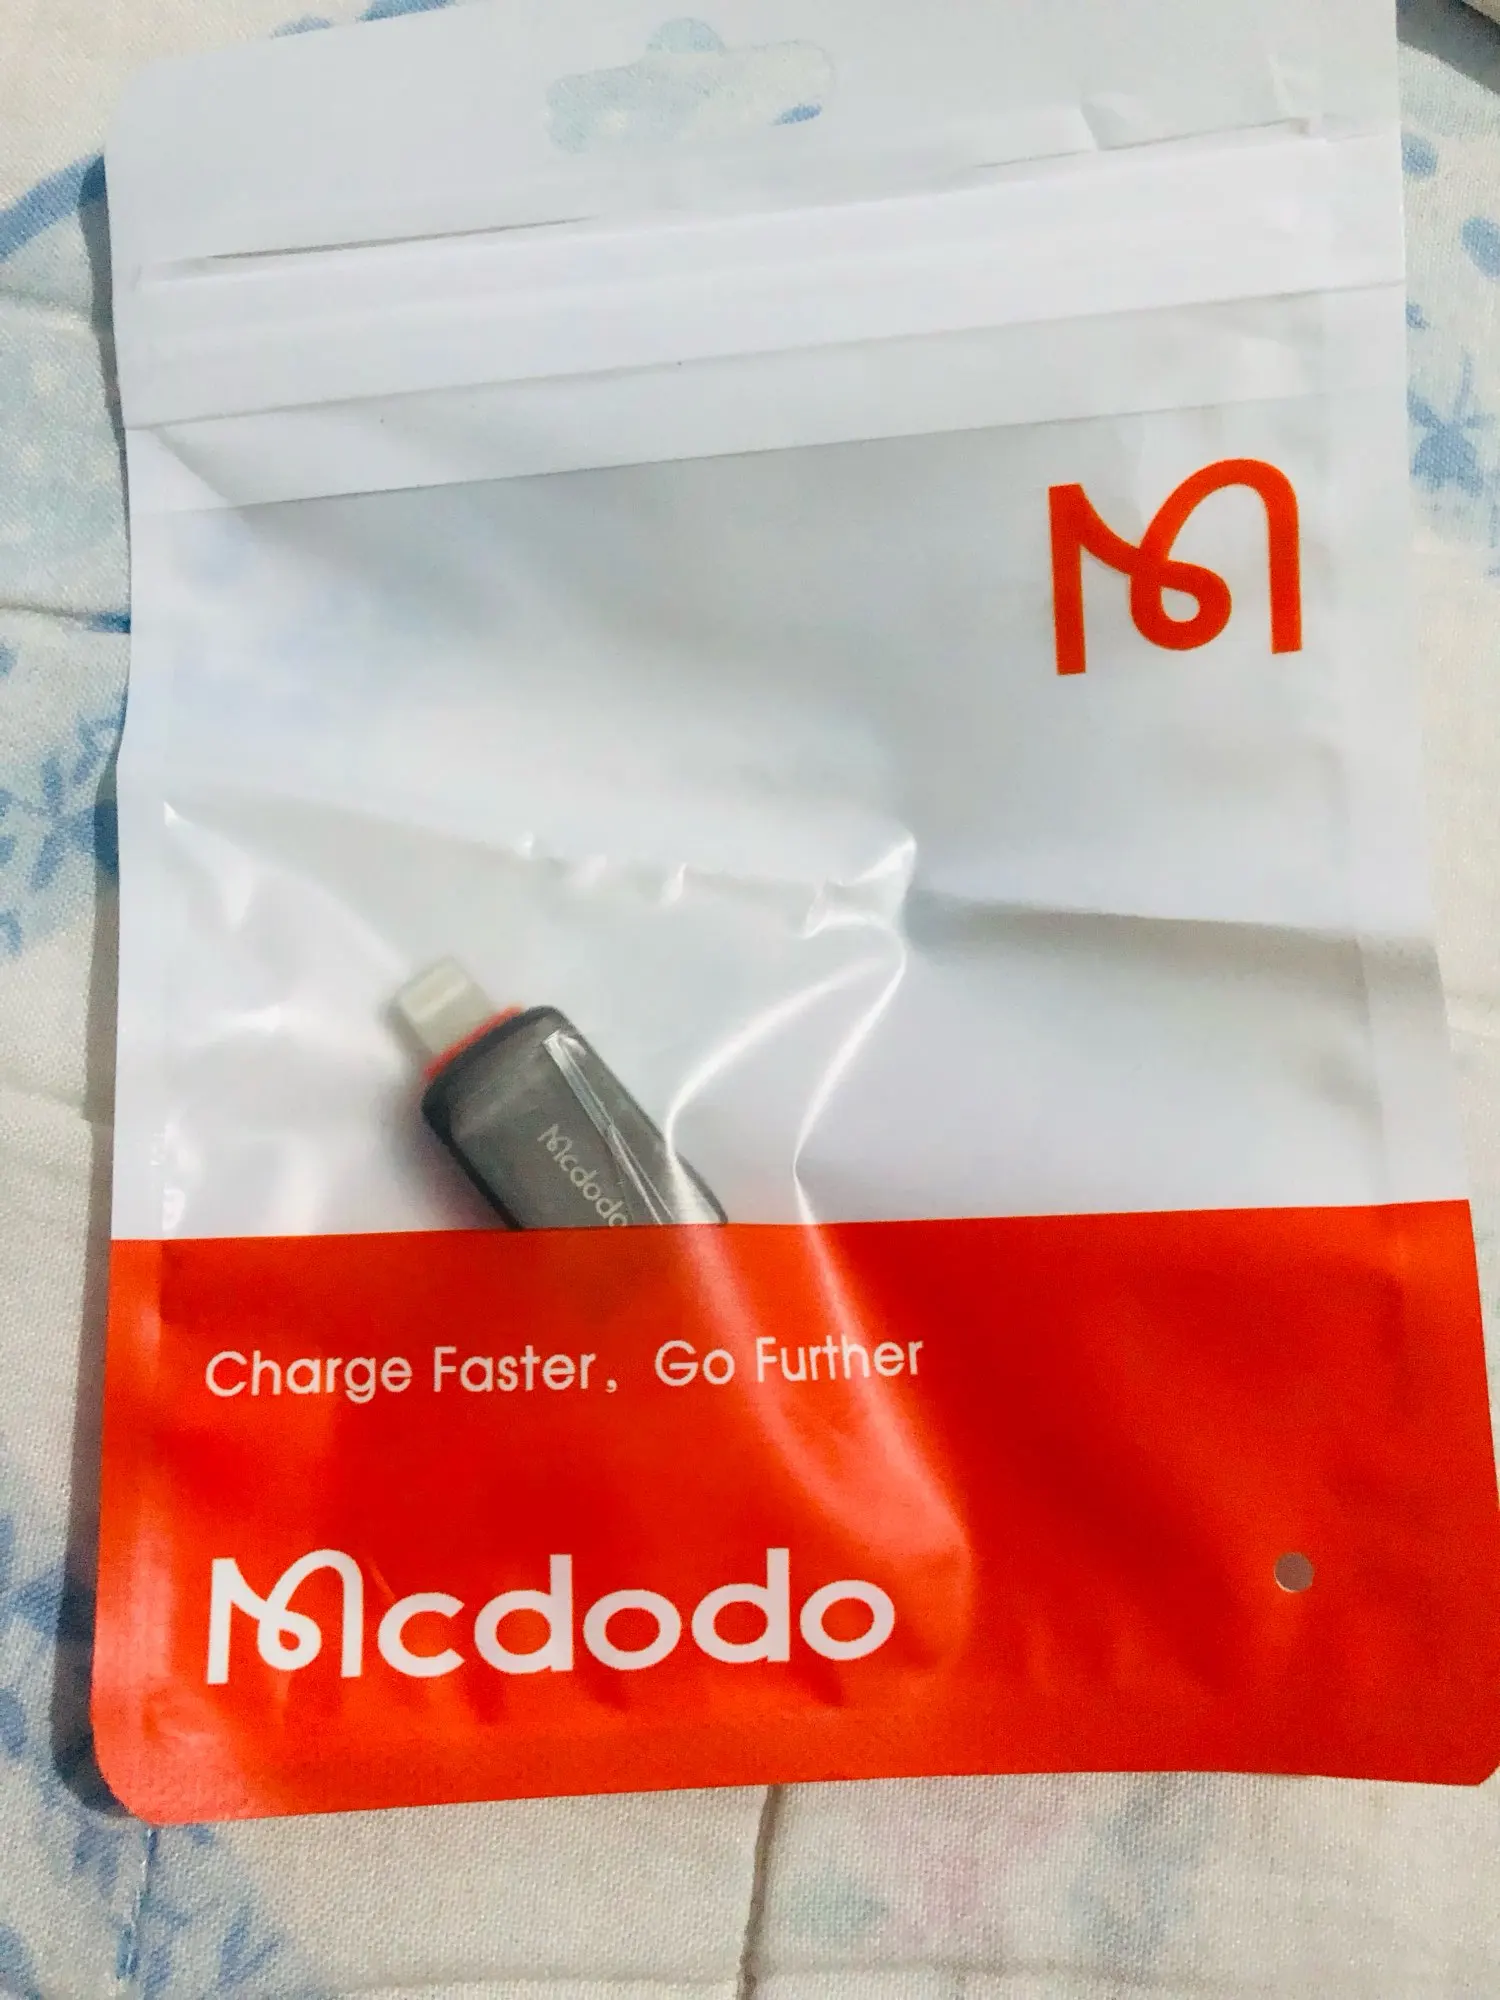 M
Mcdodo
Charge Faster, Go Further
Mcdodo